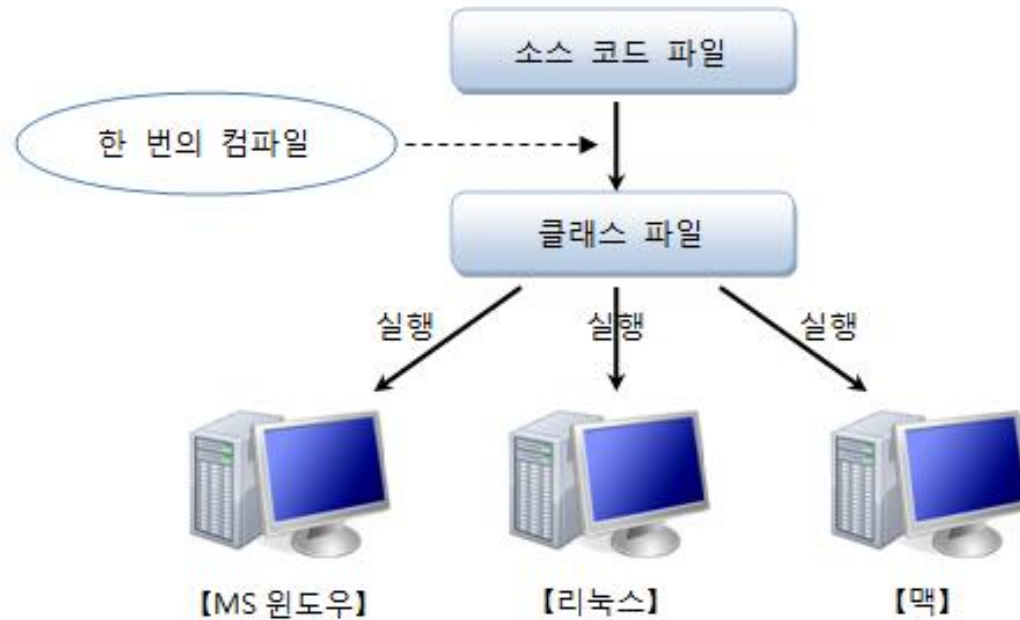 소스 코드 파일
한 번의 컴파일
클래스 파일
실행
실행
실행
【MS 윈도우】
【리눅스】
【맥】